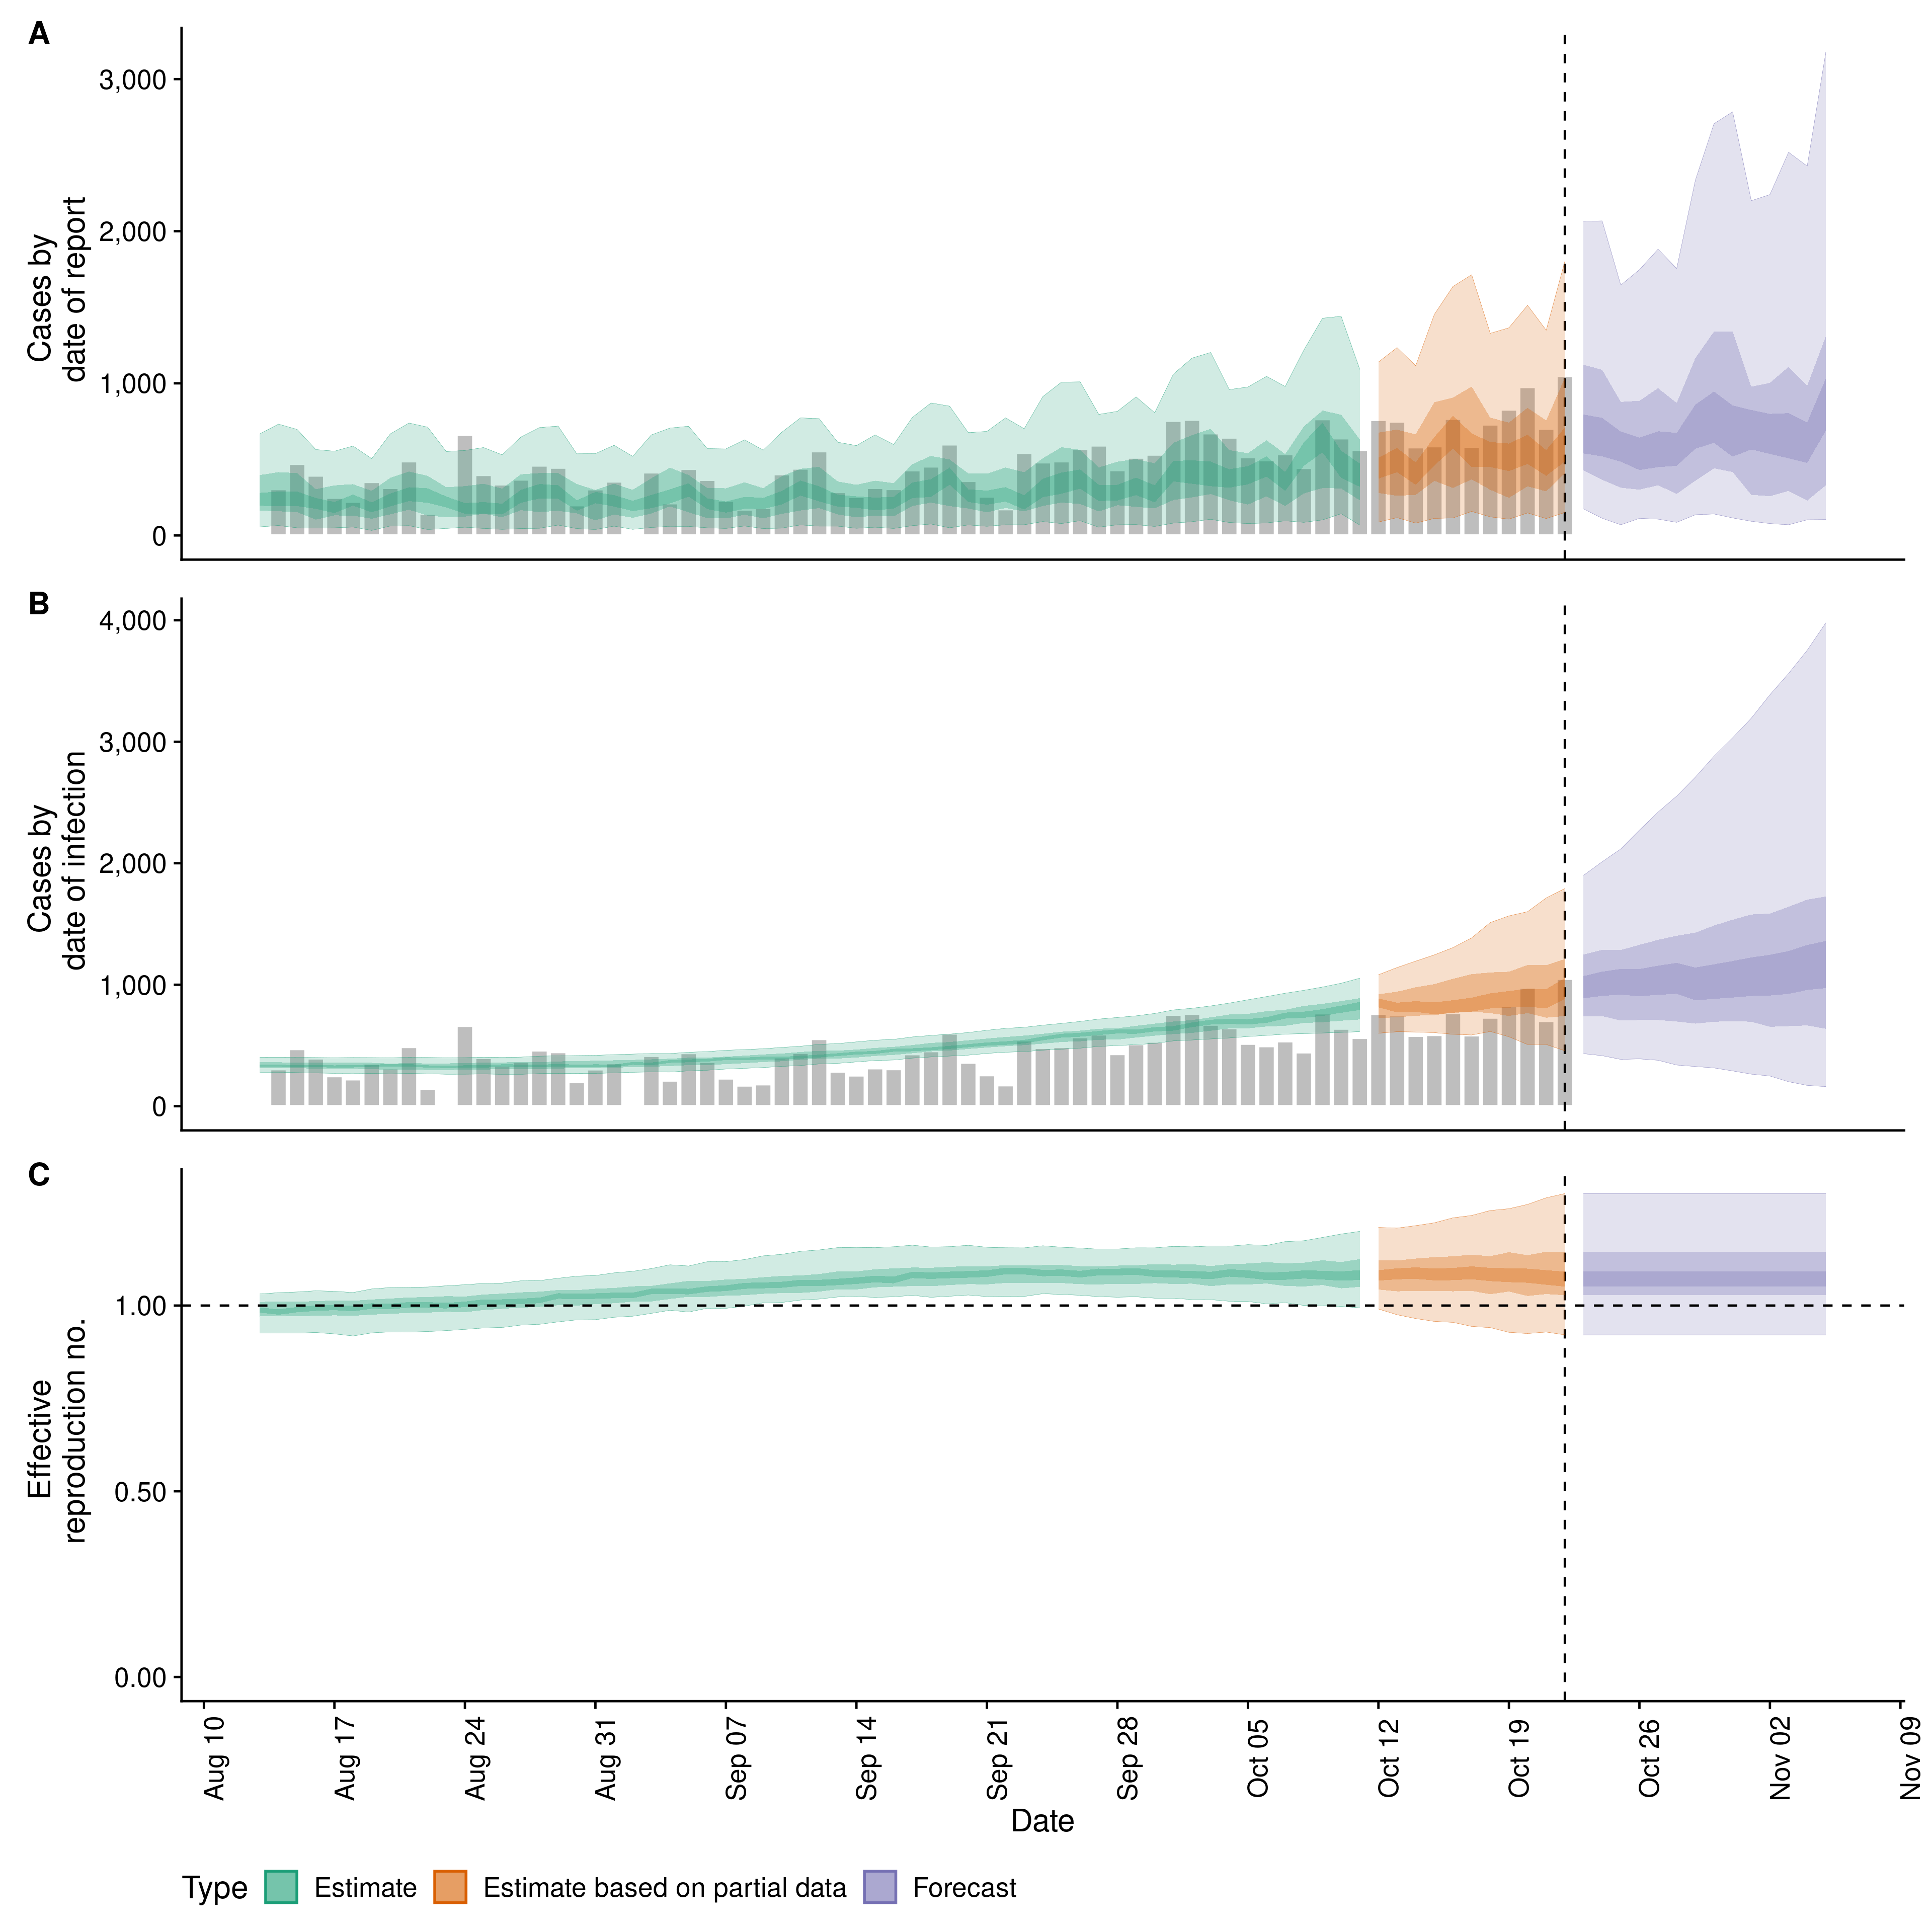 A
3,000
2,000
1,000
0
Cases by
date of report
B
4,000
3,000
2,000
1,000
0
Cases by
date of infection
C
1.00
0.50
0.00
Effective
reproduction no.
Aug 10
Aug 17
Aug 24
Aug 31
Sep 07
Sep 14
Sep 21
Sep 28
Oct 05
Oct 12
Oct 19
Oct 26
Nov 02
Nov 09
Date
Type Estimate Estimate based on partial data Forecast